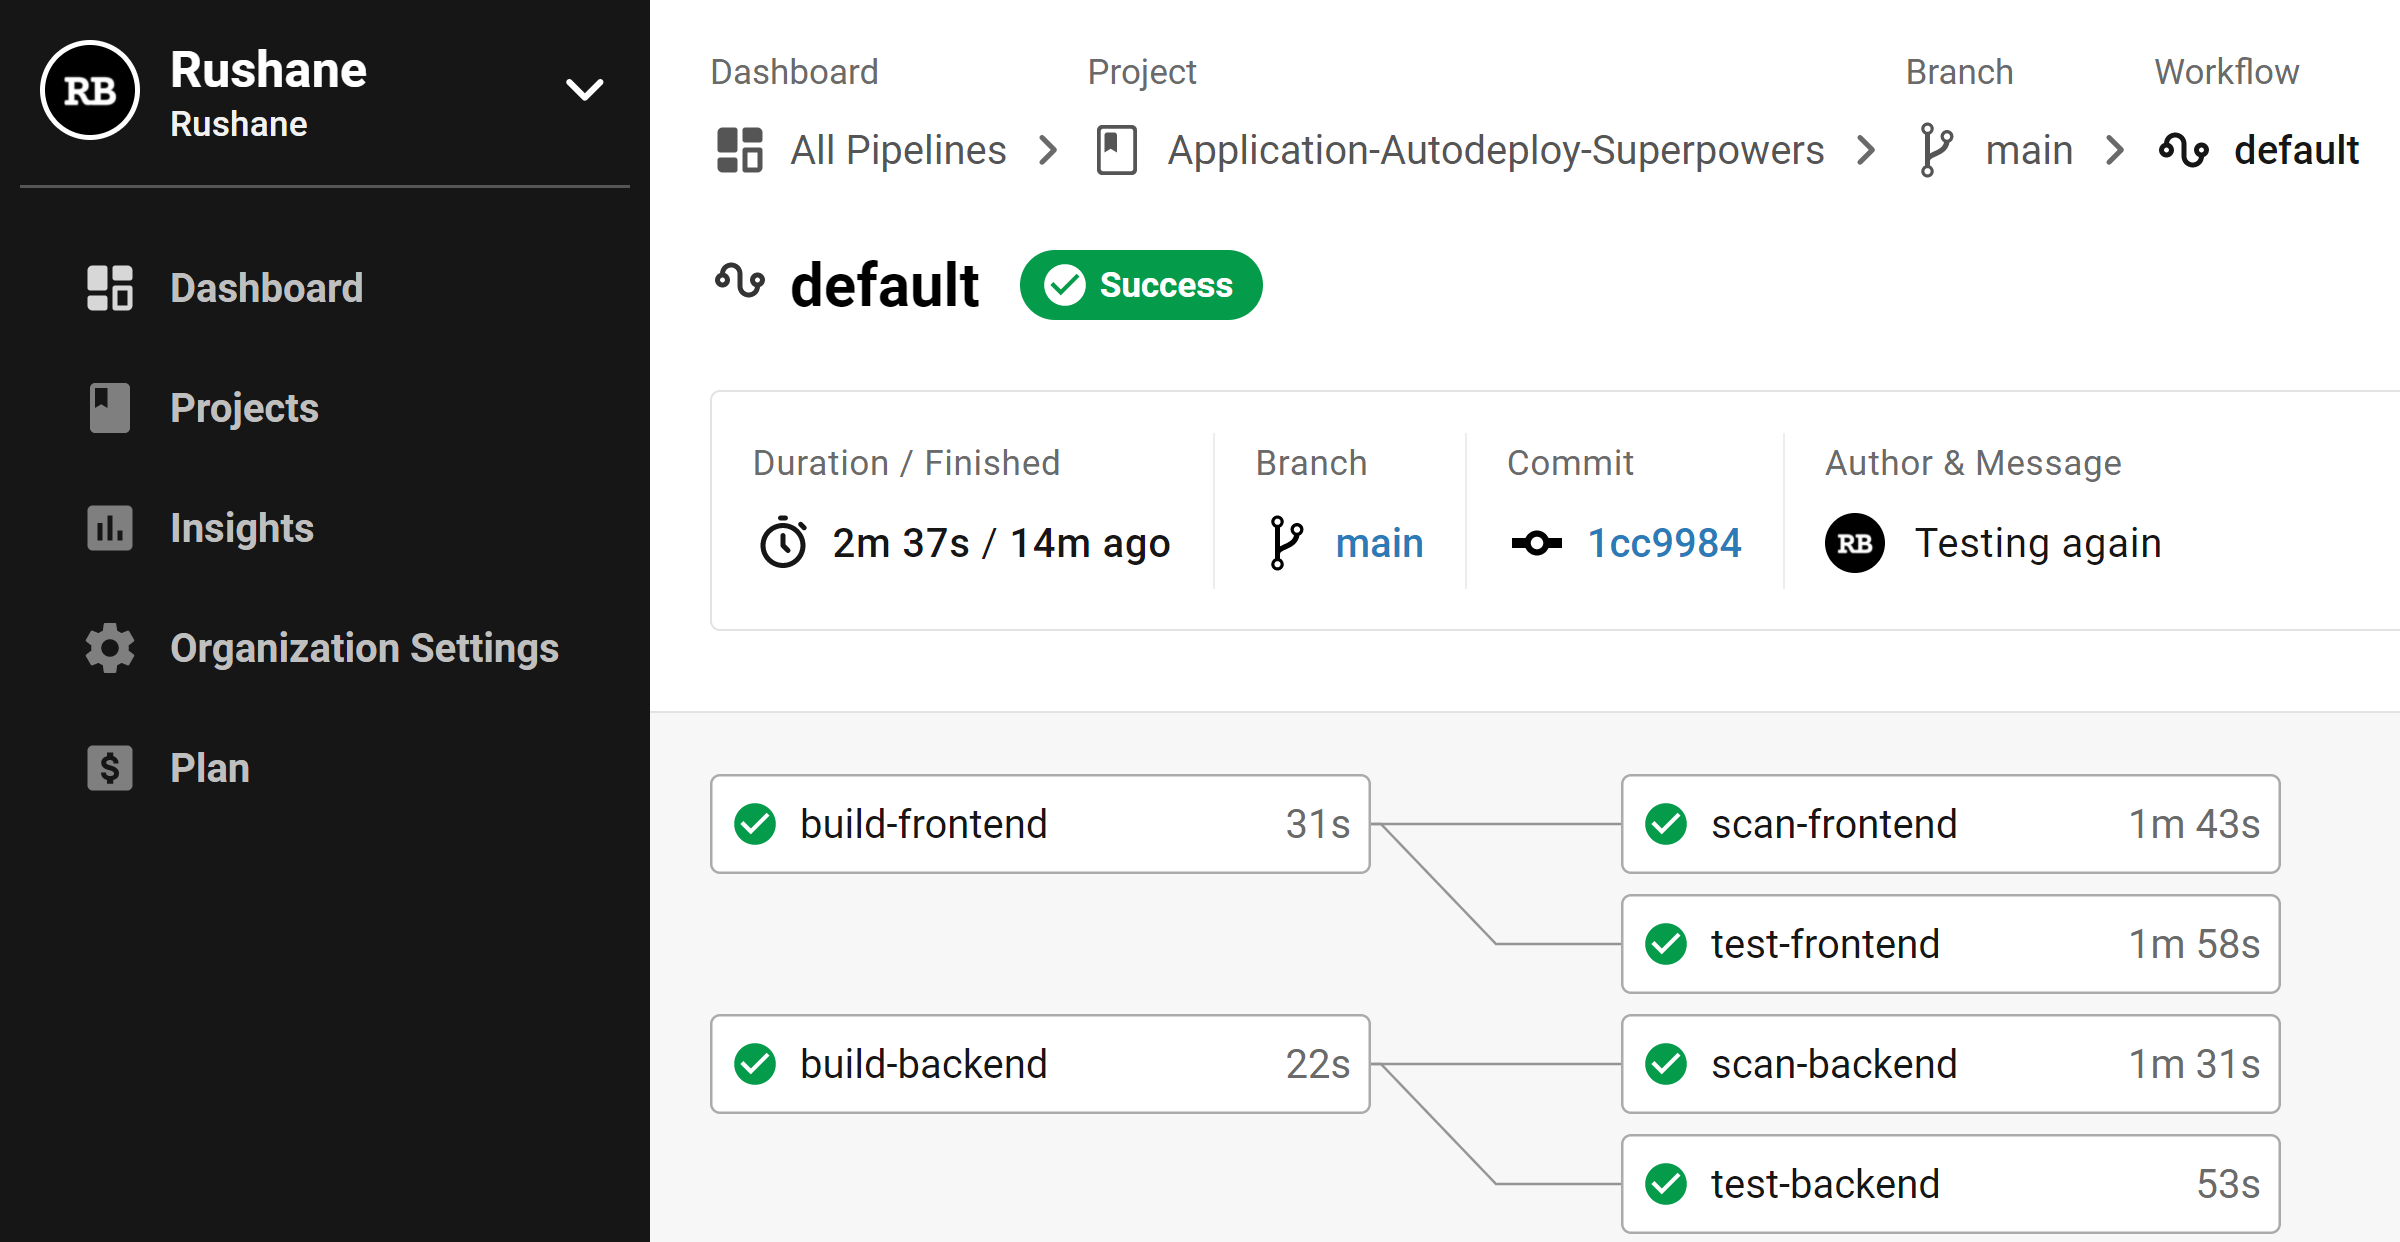 RB
Rushane
Rushane
Dashboard
Projects
Insights
Organization Settings
$ Plan
Dashboard Project Branch Workflow
All Pipelines Application-Autodeploy-Superpowers main default
default Success
Duration / Finished Branch Commit Author & Message
2m 37s / 14m ago main 1cc9984 RB Testing again
build-frontend 31s scan-frontend 1m 43s
test-frontend 1m 58s
build-backend 22s scan-backend 1m 31s
test-backend 53s